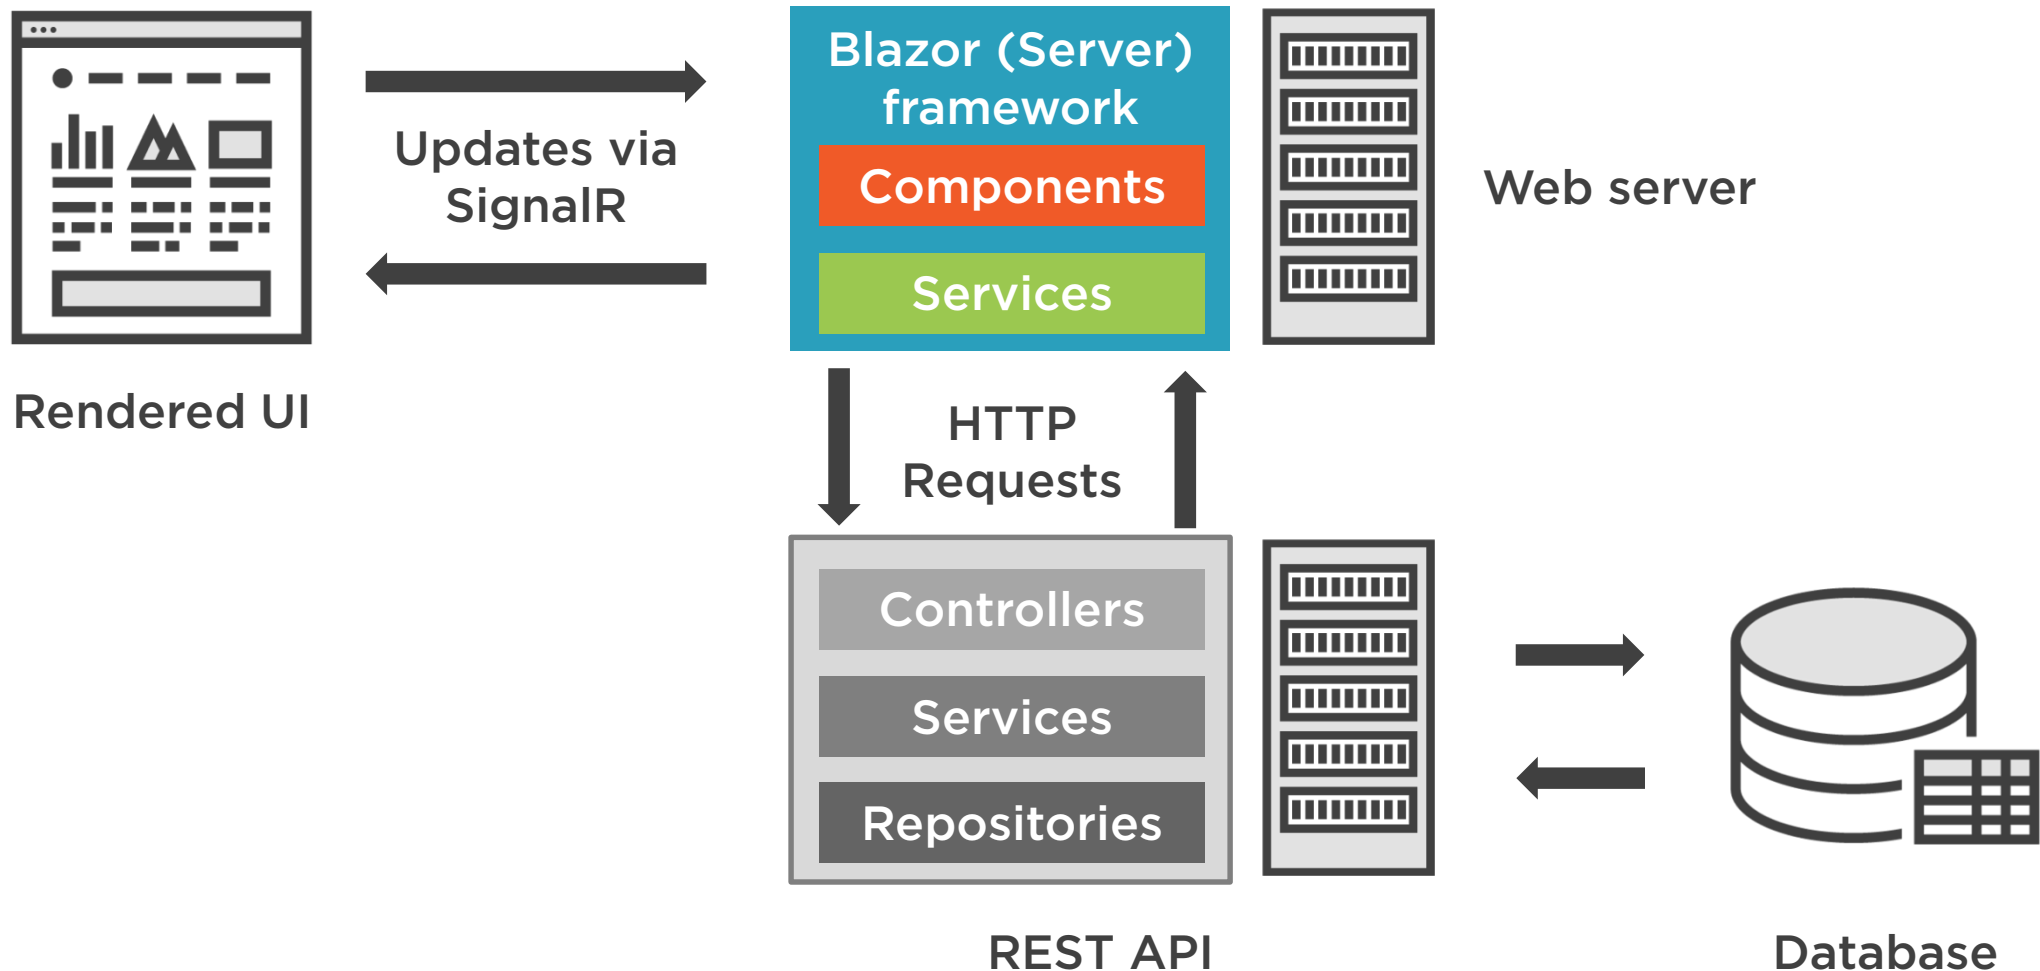 Blazor (Server)
framework
Components
Services
Updates via
SignalR
Web server
Rendered UI
HTTP
Requests
Controllers
Services
Repositories
REST API
Database